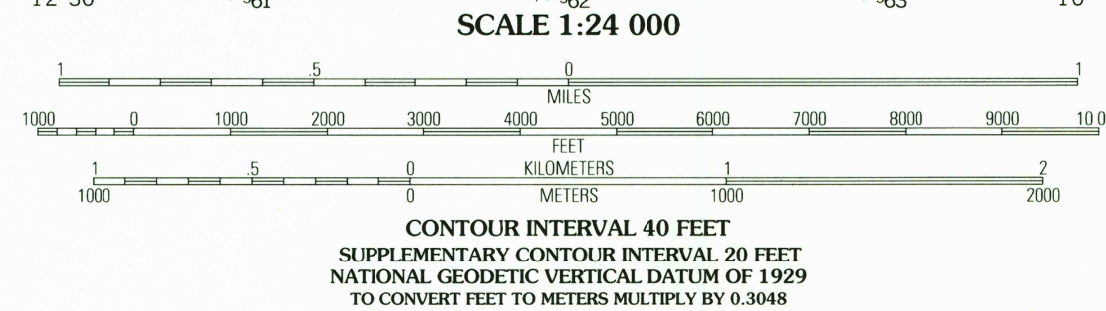 SCALE 1:24 000
1 .5 0 1
MILES
1000 0 1000 2000 3000 4000 5000 6000 7000 8000 9000 10 0
FEET
1 .5 0 KILOMETERS 1 2
1000 0 METERS 1000 2000
CONTOUR INTERVAL 40 FEET
SUPPLEMENTARY CONTOUR INTERVAL 20 FEET
NATIONAL GEODETIC VERTICAL DATUM OF 1929
TO CONVERT FEET TO METERS MULTIPLY BY 0.3048